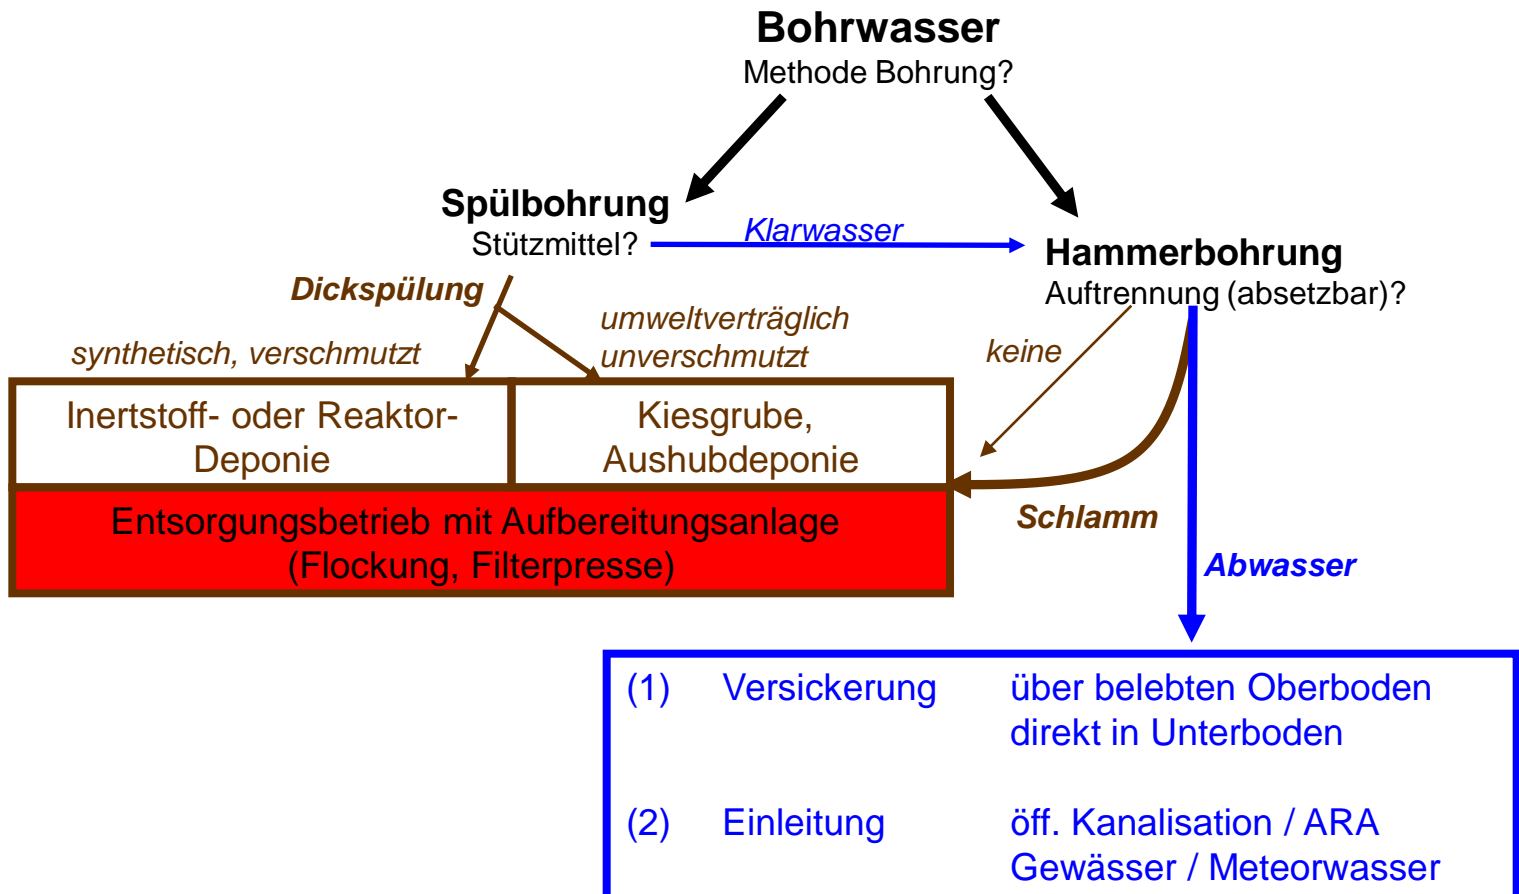 Bohrwasser
Methode Bohrung?
Spülbohrung
Stützmittel?
Klarwasser
Hammerbohrung
Auftrennung (absetzbar)?
Dickspülung
umweltverträglich
unverschmutzt
synthetisch, verschmutzt
keine
Inertstoff- oder Reaktor-
Deponie
Kiesgrube,
Aushubdeponie
Schlamm
Entsorgungsbetrieb mit Aufbereitungsanlage
(Flockung, Filterpresse)
Abwasser
(1) Versickerung über belebten Oberboden
direkt in Unterboden
(2) Einleitung öff. Kanalisation / ARA
Gewässer / Meteorwasser